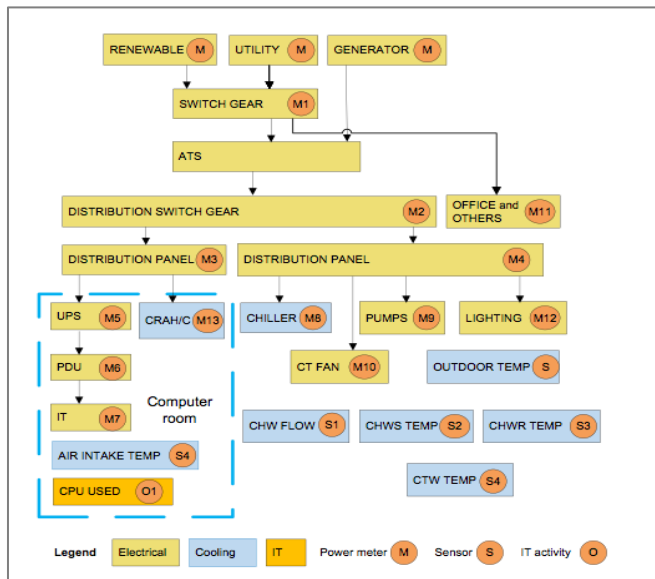 RENEWABLE M
UTILITY M
GENERATOR M
SWITCH GEAR M1
ATS
DISTRIBUTION SWITCH GEAR M2
OFFICE and
OTHERS M11
DISTRIBUTION PANEL M3
DISTRIBUTION PANEL M4
UPS M5
CRAH/C M13
CHILLER M8
PUMPS M9
LIGHTING M12
PDU M6
CT FAN M10
OUTDOOR TEMP S
IT M7
Computer
room
CHW FLOW S1
CHWS TEMP S2
CHWR TEMP S3
AIR INTAKE TEMP S4
CTW TEMP S4
CPU USED O1
Legend Electrical Cooling IT Power meter M Sensor S IT activity O